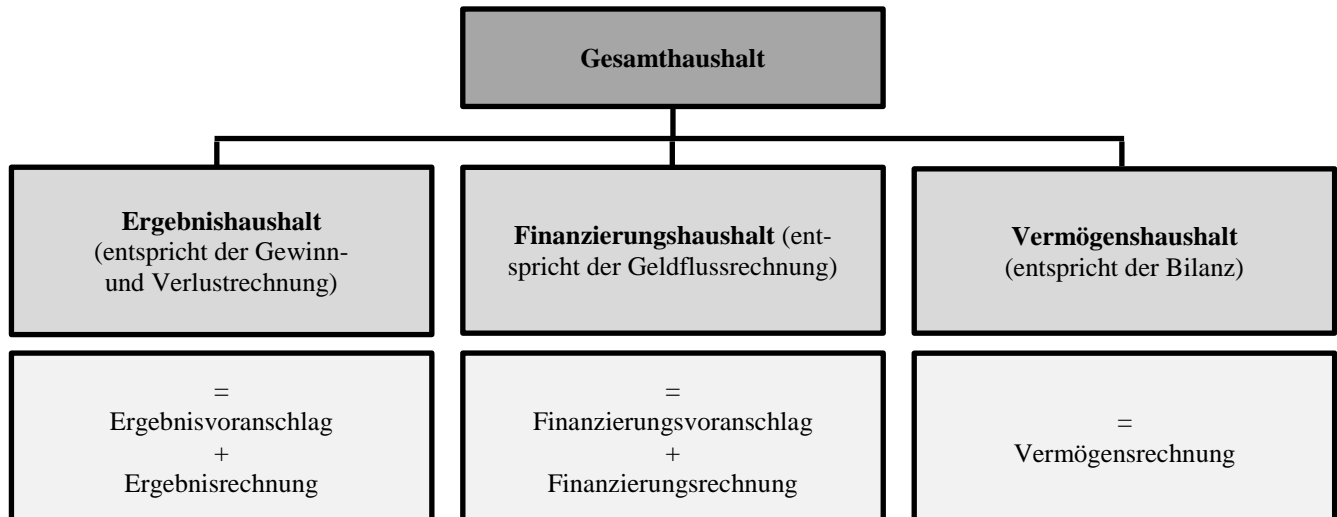 Gesamthaushalt
Ergebnishaushalt
(entspricht der Gewinn-
und Verlustrechnung)
Finanzierungshaushalt (ent-
spricht der Geldflussrechnung)
Vermögenshaushalt
(entspricht der Bilanz)
=
Ergebnisvoranschlag
+
Ergebnisrechnung
=
Finanzierungsvoranschlag
+
Finanzierungsrechnung
=
Vermögensrechnung